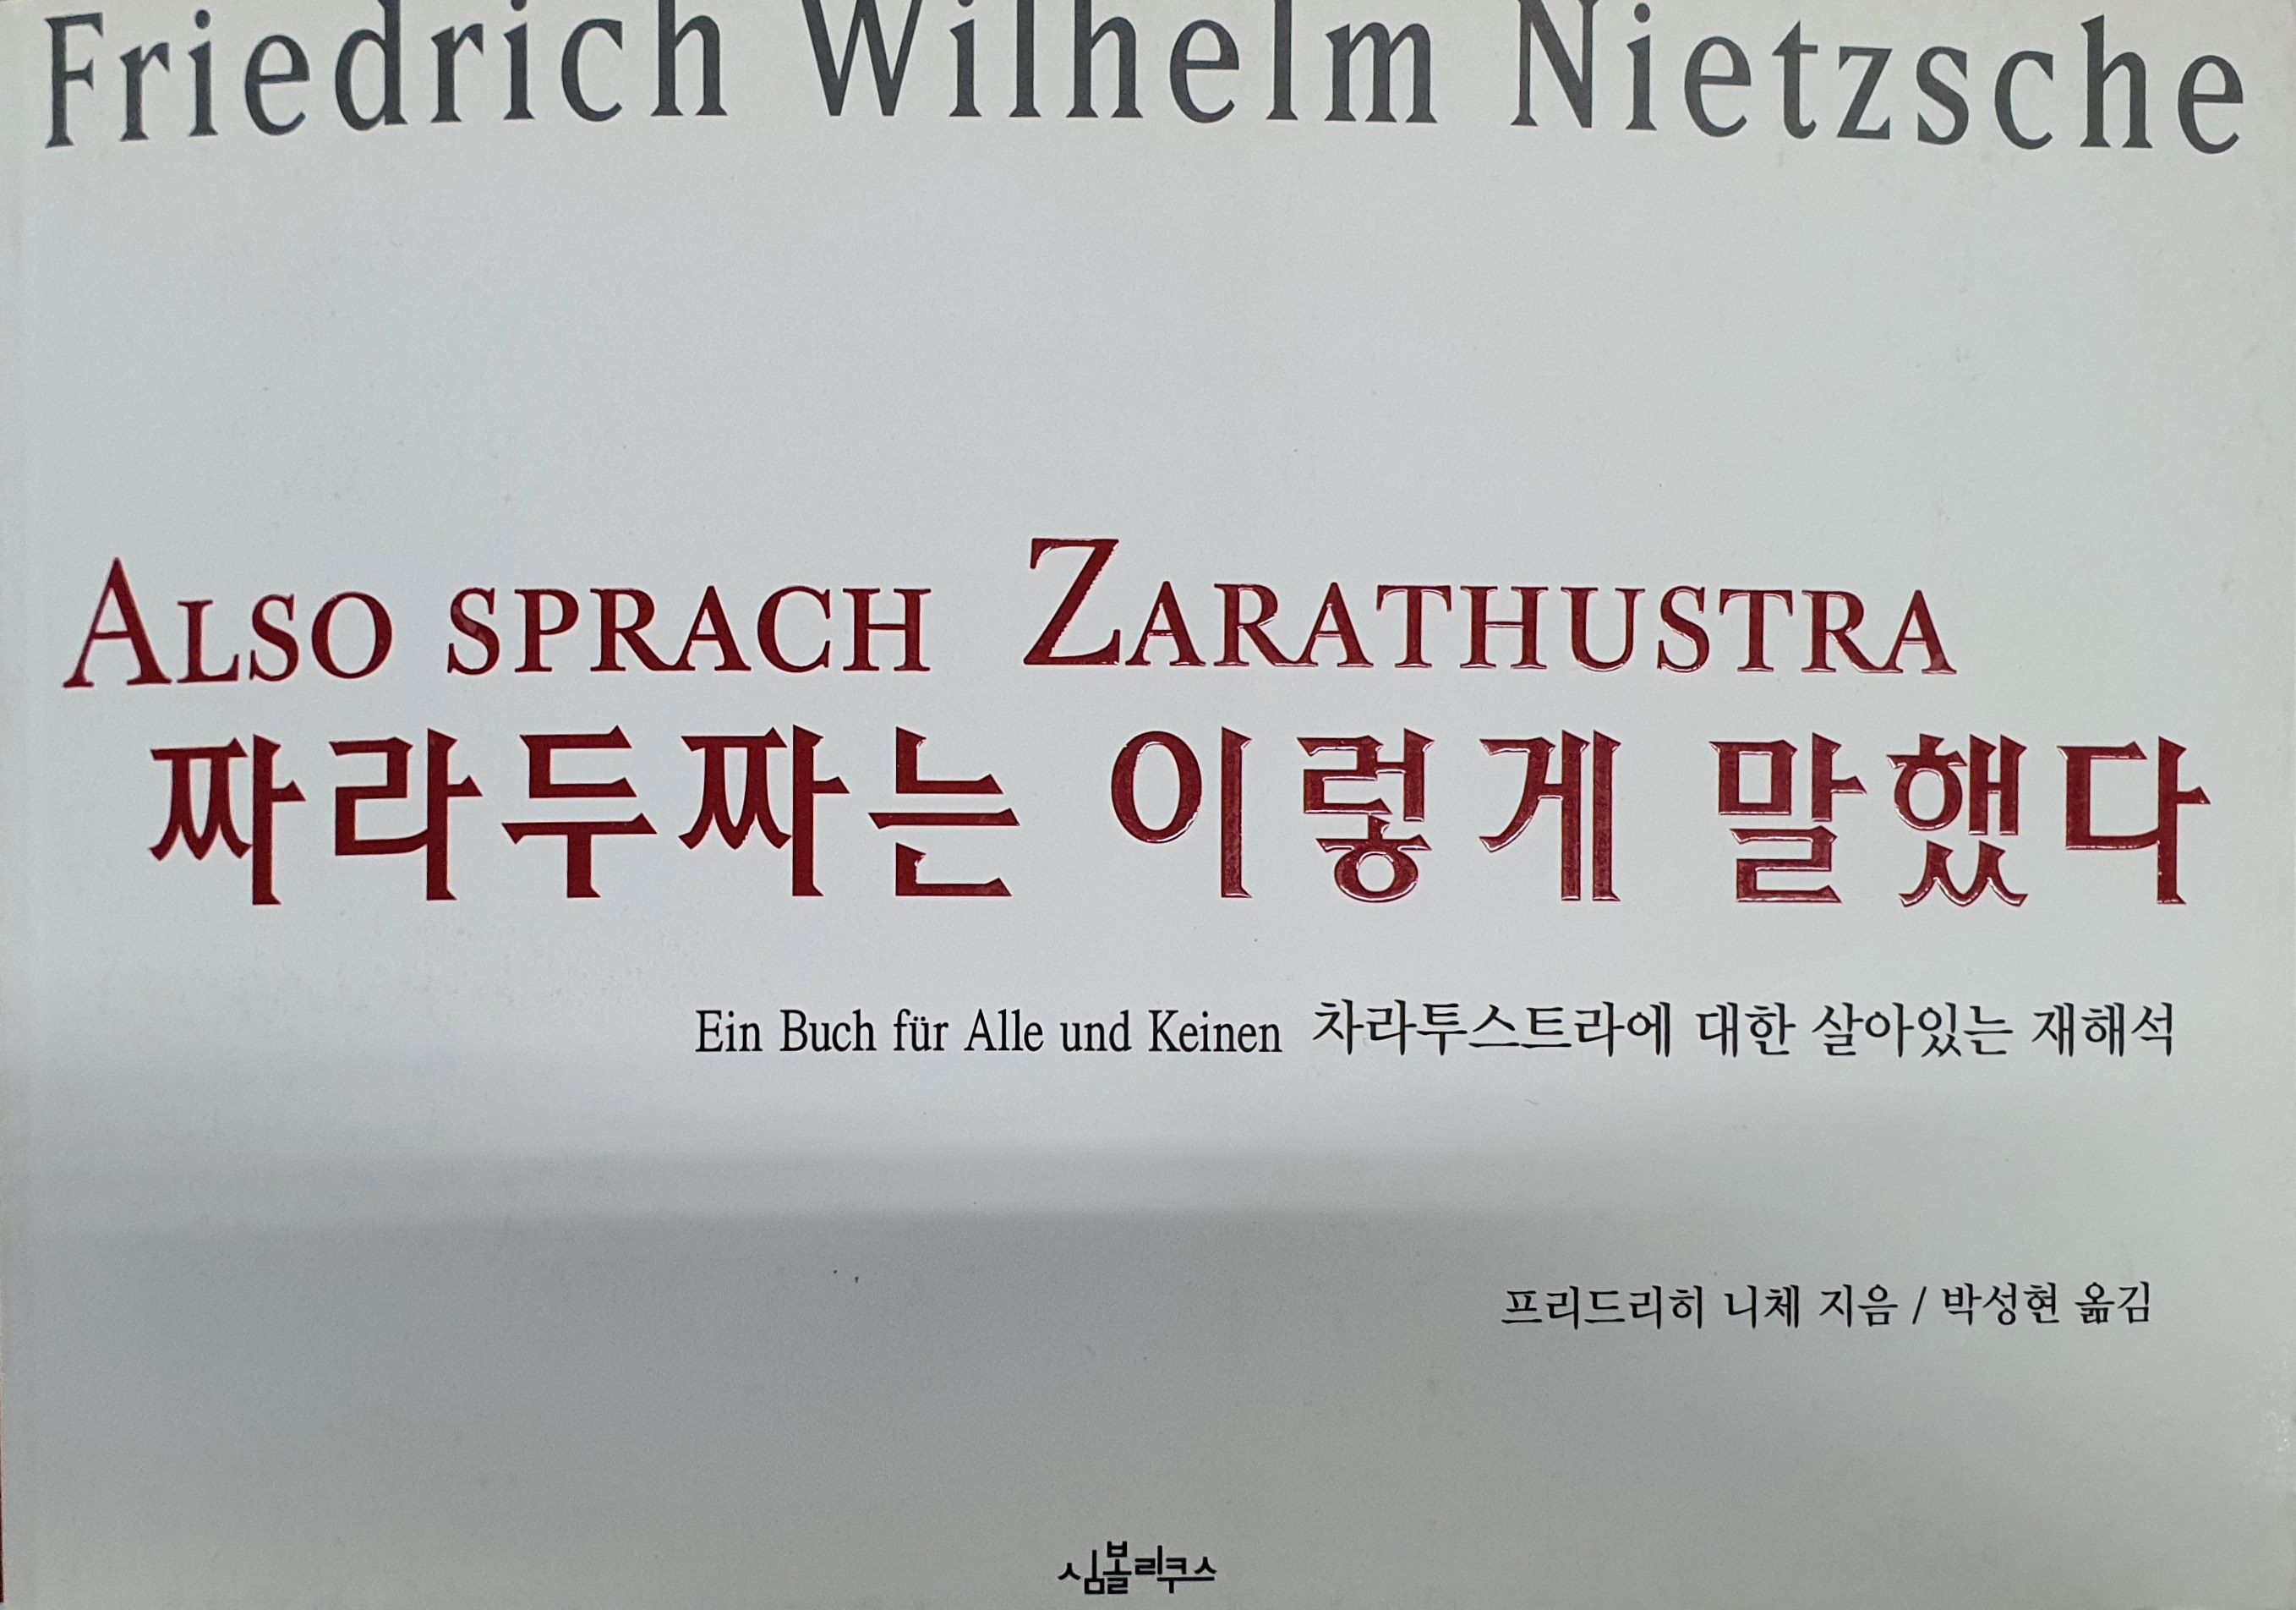 Friedrich Wilhelm Nietzsche
ALSO SPRACH ZARATHUSTRA
짜라두짜는 이렇게 말했다
Ein Buch für Alle und Keinen 차라투스트라에 대한 살아있는 재해석
프리드리히 니체 지음 / 박성현 옮김
심볼리쿠스